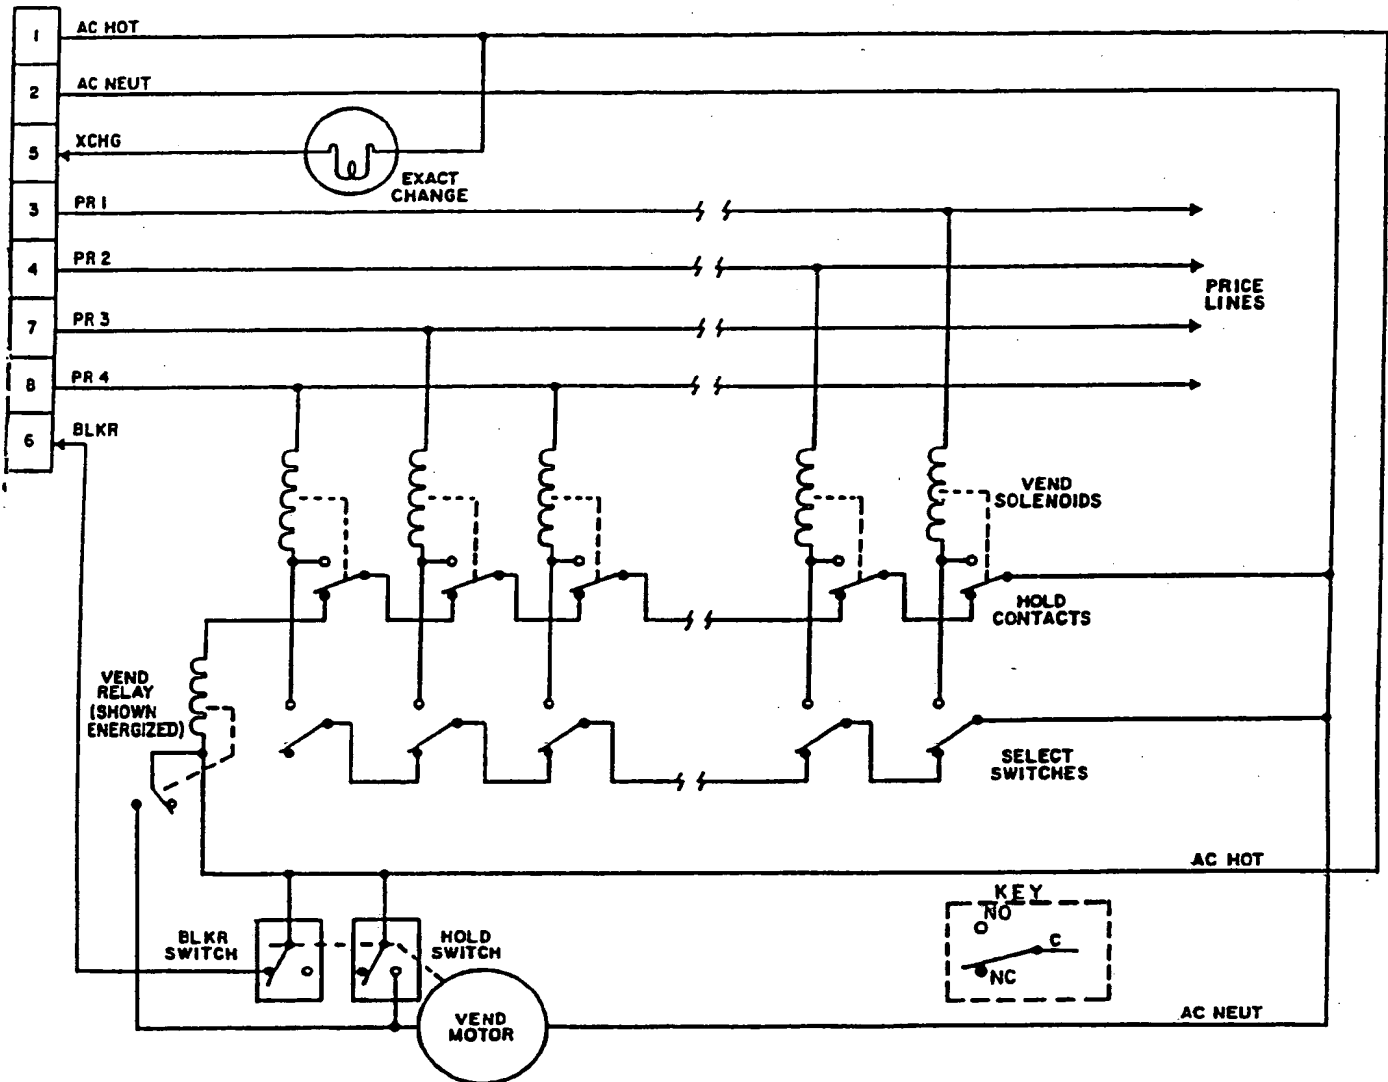 1
AC HOT
2
AC NEUT
5
XCHG
EXACT
CHANGE
3
PR 1
4
PR 2
PRICE
LINES
7
PR 3
8
PR 4
6
BLKR
VEND
SOLENOIDS
HOLD
CONTACTS
VEND
RELAY
(SHOWN
ENERGIZED)
SELECT
SWITCHES
AC HOT
KEY
NO
C
NC
BLKR
SWITCH
HOLD
SWITCH
VEND
MOTOR
AC NEUT